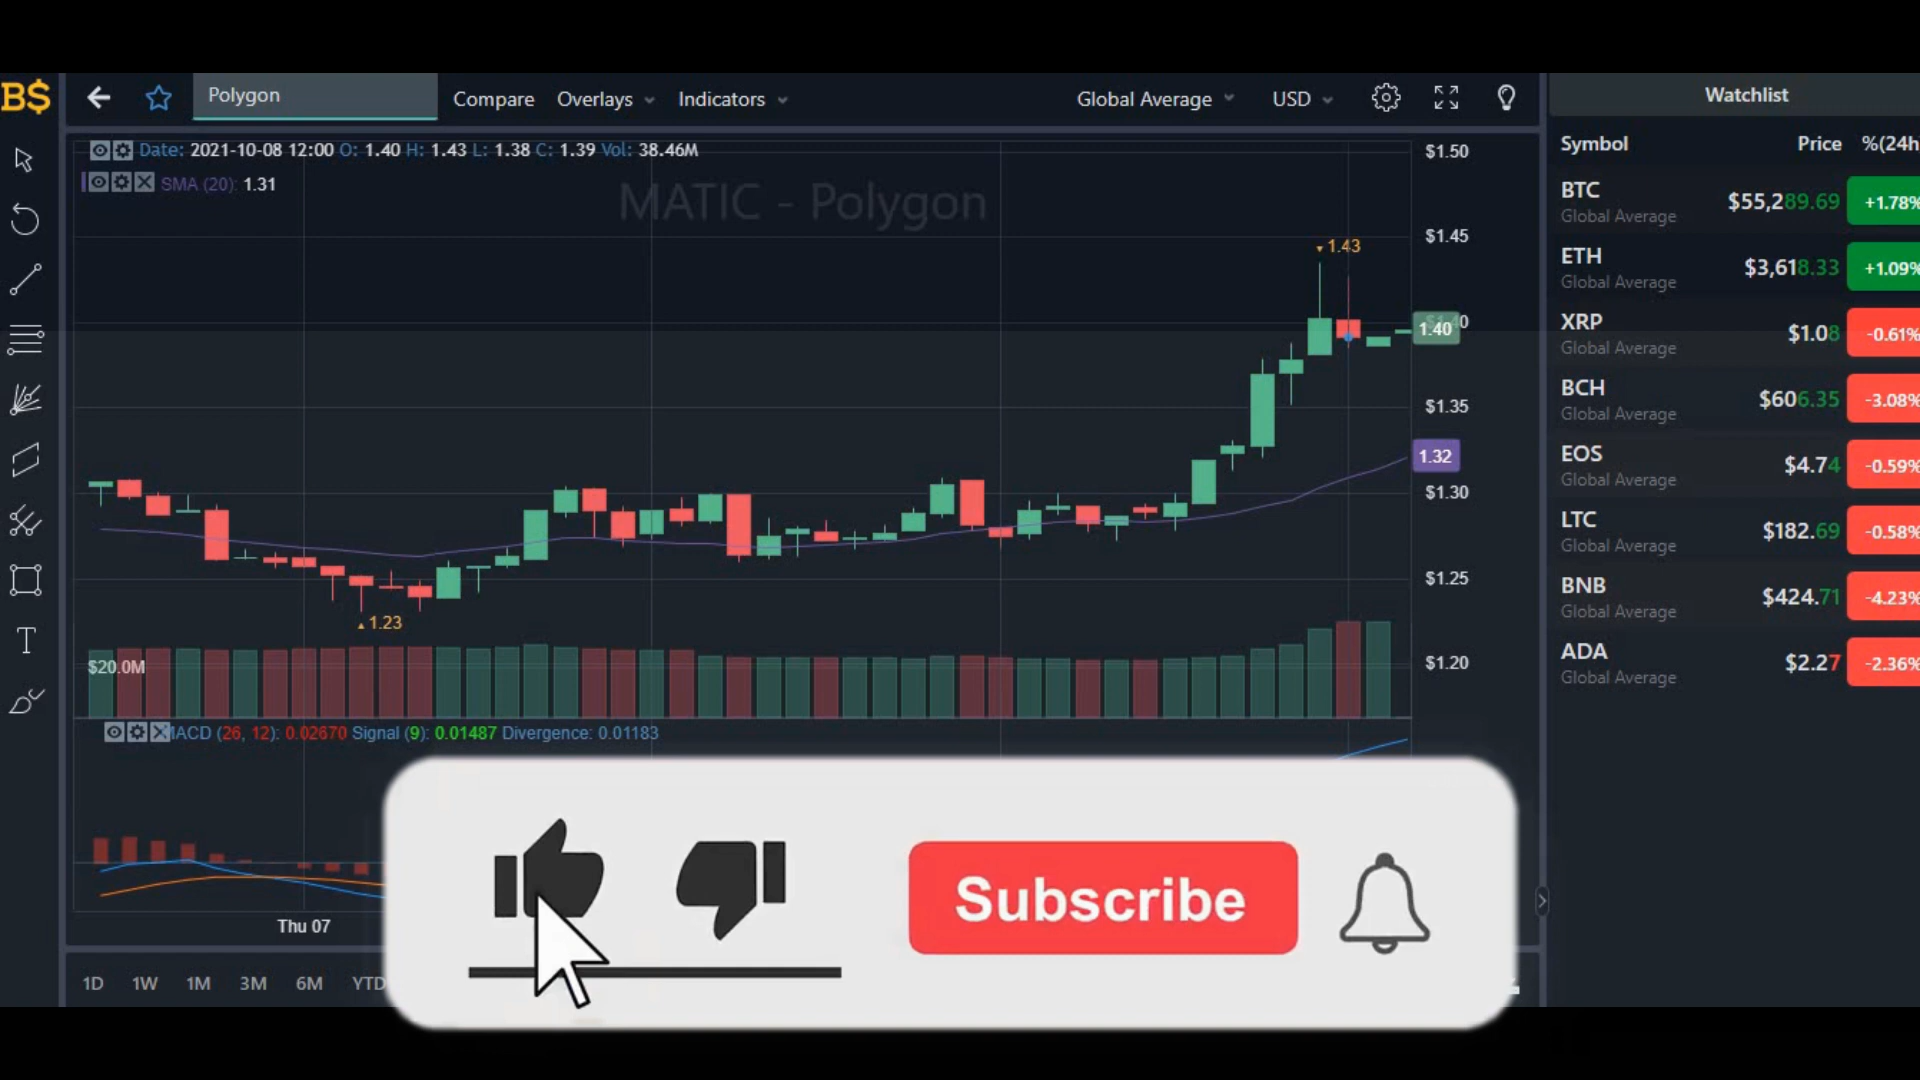 B$
Polygon
Compare Overlays Indicators
Global Average USD
Watchlist
Date: 2021-10-08 12:00 O: 1.40 H: 1.43 L: 1.38 C: 1.39 Vol: 38.46M
SMA (20): 1.31
MATIC - Polygon
1.43
1.23
$1.50
$1.45
1.40
1.32
$1.35
$1.30
$1.25
$1.20
$20.0M
MACD (26, 12): 0.02670 Signal (9): 0.01487 Divergence: 0.01183
Thu 07
1D 1W 1M 3M 6M YTD
T
Subscribe
Symbol Price %(24h
BTC $55,289.69 +1.78%
Global Average
ETH $3,618.33 +1.09%
Global Average
XRP $1.08 -0.61%
Global Average
BCH $606.35 -3.08%
Global Average
EOS $4.74 -0.59%
Global Average
LTC $182.69 -0.58%
Global Average
BNB $424.71 -4.23%
Global Average
ADA $2.27 -2.36%
Global Average